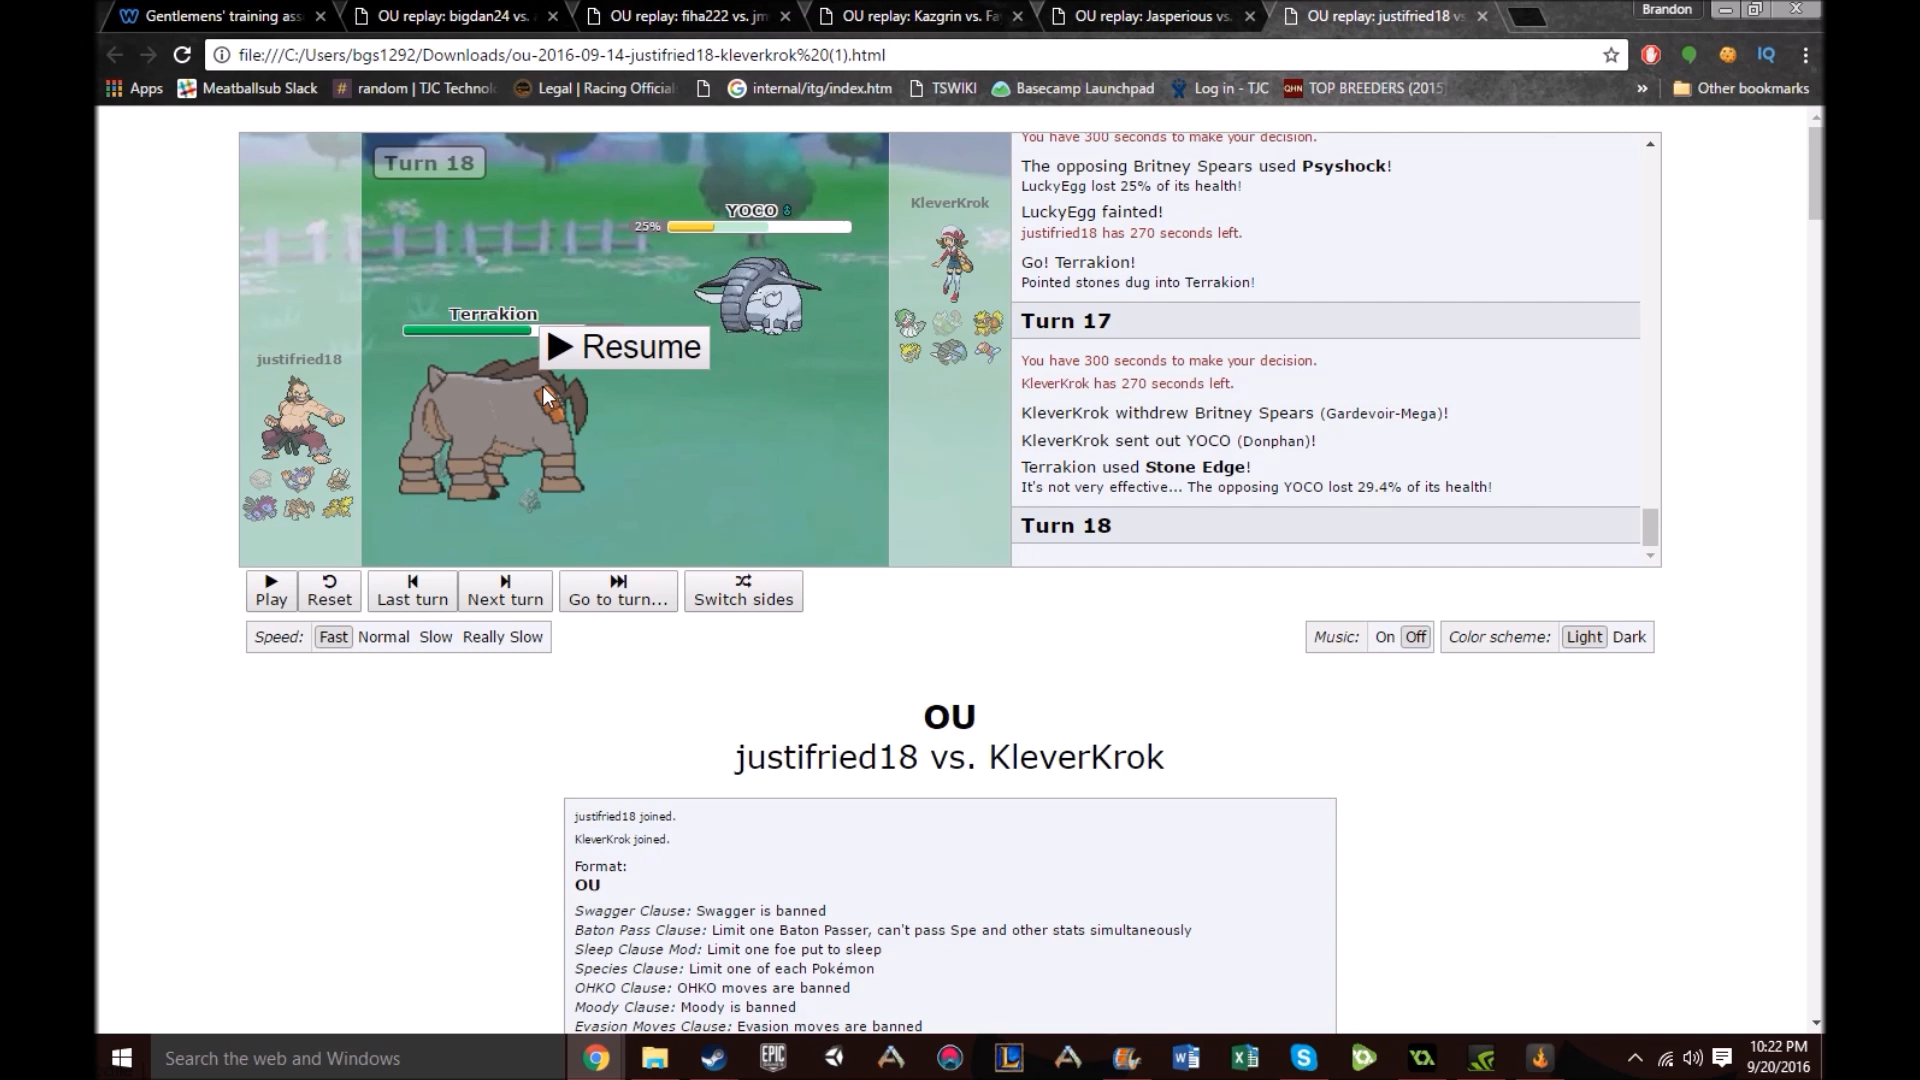 Gentlemens' training ass
OU replay: bigdan24 vs.
OU replay: fiha222 vs. jm
OU replay: Kazgrin vs. Fa
OU replay: Jasperious vs.
OU replay: justifried18 vs
Brandon
file:///C:/Users/bgs1292/Downloads/ou-2016-09-14-justifried18-kleverkrok%20(1).html
IQ
Apps
Meatballsub Slack
# random | TJC Technolo
Legal | Racing Official
internal/itg/index.htm
TSWIKI
Basecamp Launchpad
Log in - TJC
QHN TOP BREEDERS (2015
»
Other bookmarks
Turn 18
YOCO
25%
Terrakion
Resume
justifried18
KleverKrok
You have 300 seconds to make your decision.
The opposing Britney Spears used Psyshock!
LuckyEgg lost 25% of its health!
LuckyEgg fainted!
justifried18 has 270 seconds left.
Go! Terrakion!
Pointed stones dug into Terrakion!
Turn 17
You have 300 seconds to make your decision.
KleverKrok has 270 seconds left.
KleverKrok withdrew Britney Spears (Gardevoir-Mega)!
KleverKrok sent out YOCO (Donphan)!
Terrakion used Stone Edge!
It's not very effective... The opposing YOCO lost 29.4% of its health!
Turn 18
Play
Reset
Last turn
Next turn
Go to turn...
Switch sides
Speed: Fast Normal Slow Really Slow
Music: On Off
Color scheme: Light Dark
OU
justifried18 vs. KleverKrok
justifried18 joined.
KleverKrok joined.
Format:
OU
Swagger Clause: Swagger is banned
Baton Pass Clause: Limit one Baton Passer, can't pass Spe and other stats simultaneously
Sleep Clause Mod: Limit one foe put to sleep
Species Clause: Limit one of each Pokémon
OHKO Clause: OHKO moves are banned
Moody Clause: Moody is banned
Evasion Moves Clause: Evasion moves are banned
Search the web and Windows
EPIC
GAMES
10:22 PM
9/20/2016